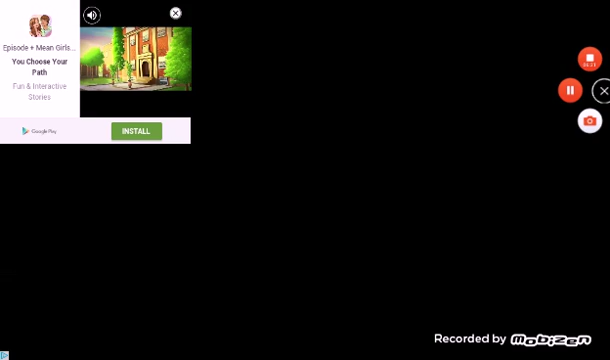 Episode + Mean Girls...
You Choose Your
Path
Fun & Interactive
Stories
Google Play
INSTALL
Recorded by mobizen